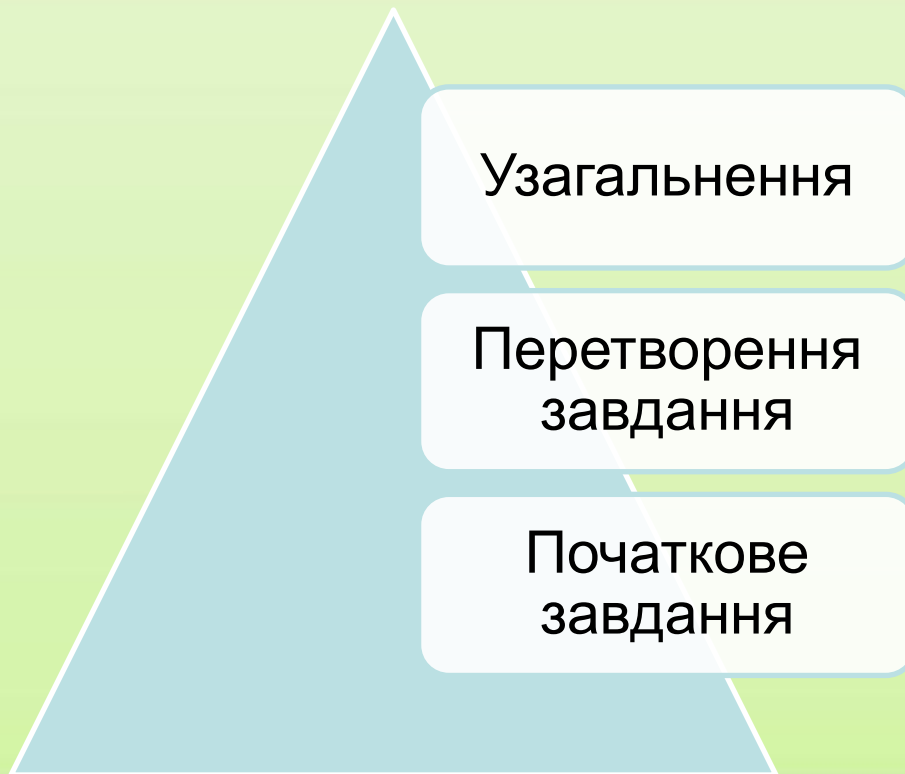 Узагальнення
Перетворення
завдання
Початкове
завдання